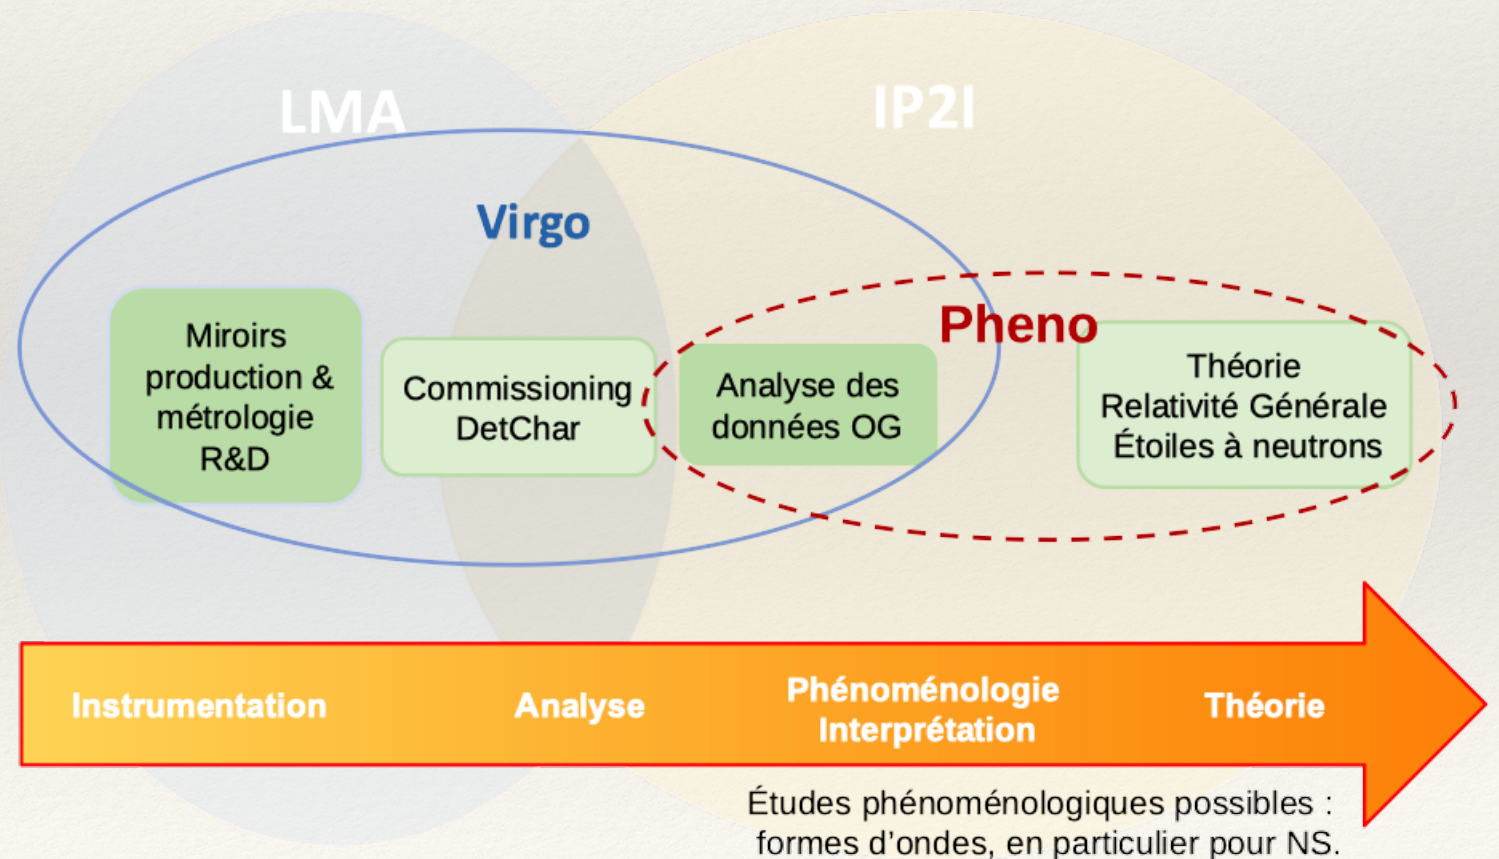 LMA
IP2I
Virgo
Pheno
Miroirs
production &
métrologie
R&D
Commissioning
DetChar
Analyse des
données OG
Théorie
Relativité Générale
Étoiles à neutrons
Instrumentation
Analyse
Phénoménologie
Interprétation
Théorie
Études phénoménologiques possibles :
formes d'ondes, en particulier pour NS.